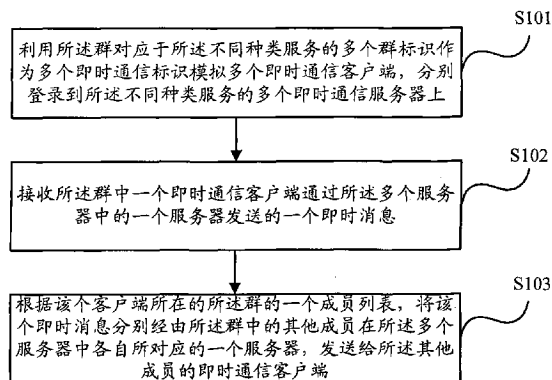 S101
利用所述群对应于所述不同种类服务的多个群标识作
为多个即时通信标识模拟多个即时通信客户端，分别
登录到所述不同种类服务的多个即时通信服务器上
S102
接收所述群中一个即时通信客户端通过所述多个服务
器中的一个服务器发送的一个即时消息
S103
根据该个客户端所在的所述群的一个成员列表，将该
个即时消息分别经由所述群中的其他成员在所述多个
服务器中各自所对应的一个服务器，发送给所述其他
成员的即时通信客户端